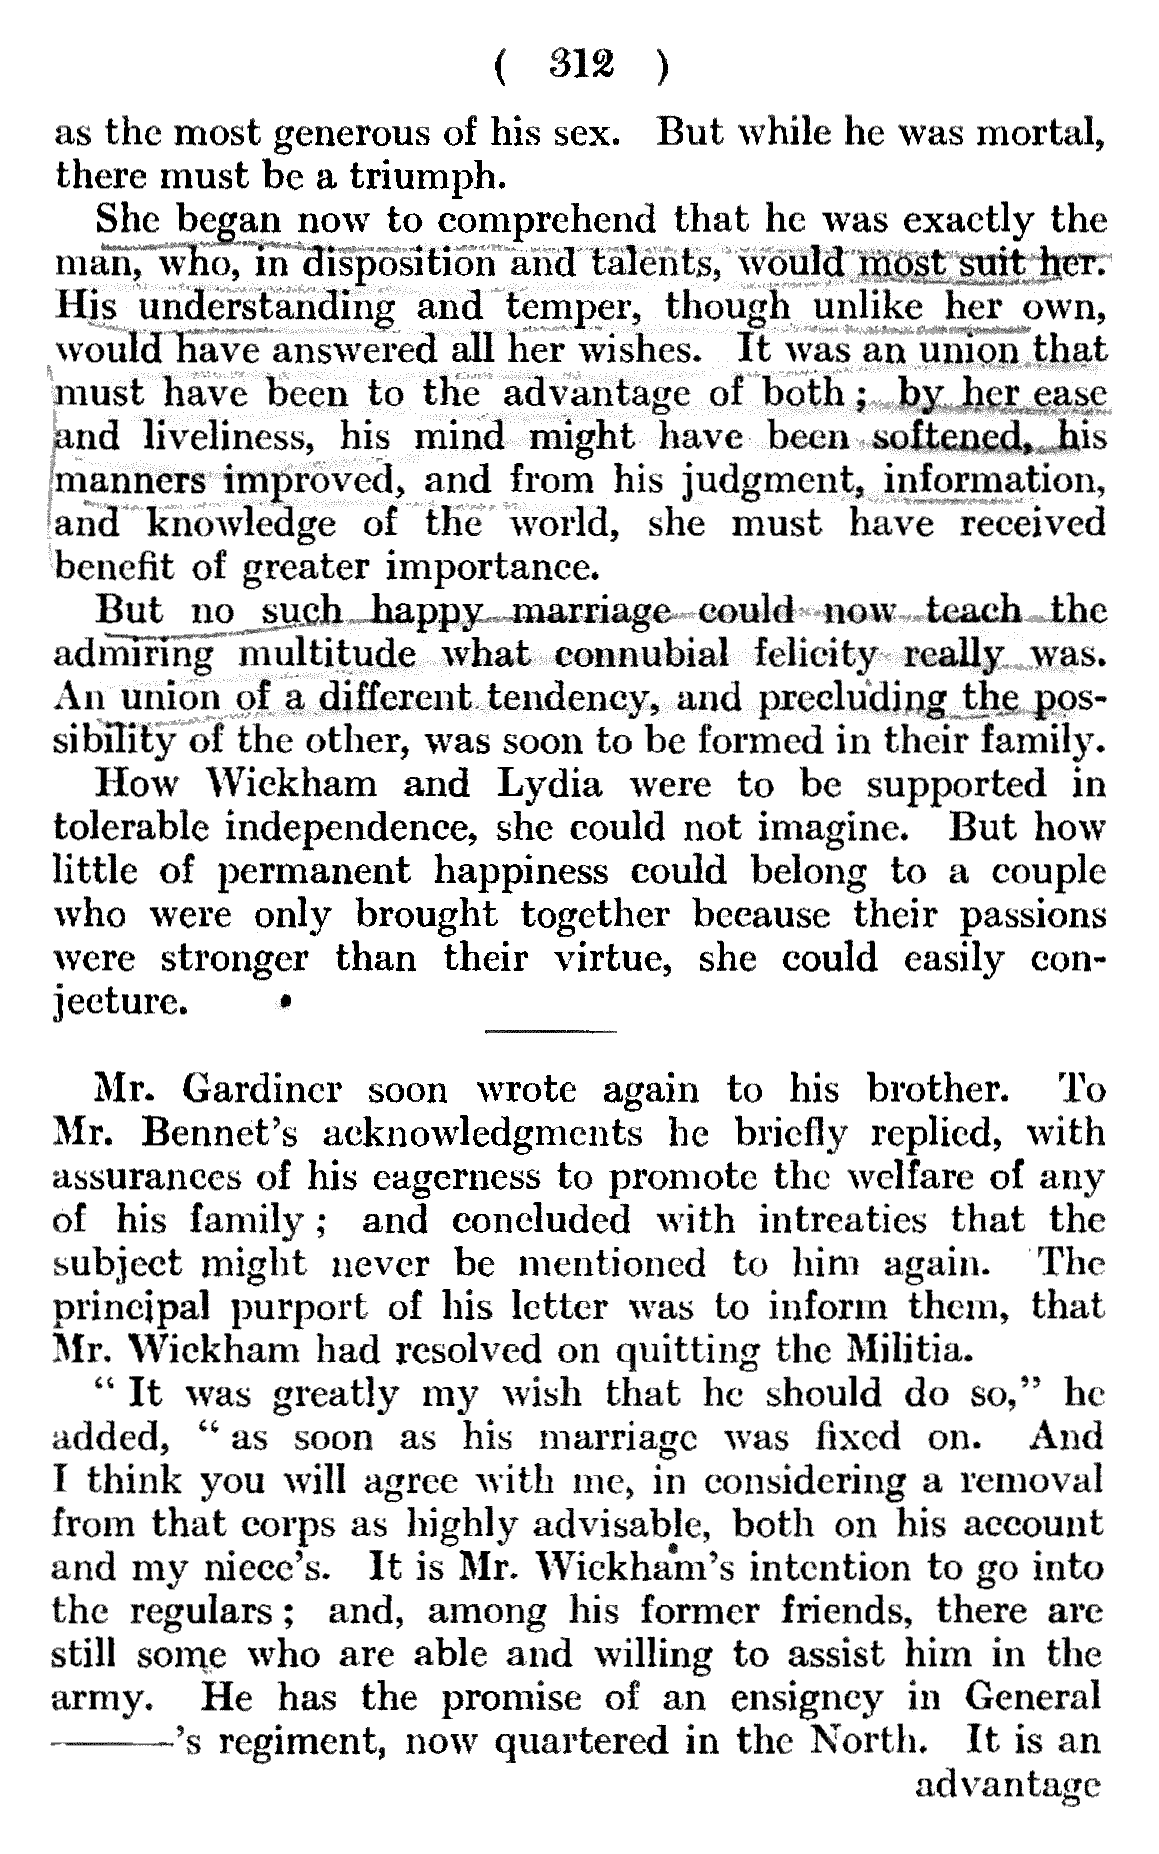 ( 312 )
as the most generous of his sex. But while he was mortal,
there must be a triumph.
She began now to comprehend that he was exactly the
man, who, in disposition and talents, would most suit her.
His understanding and temper, though unlike her own,
would have answered all her wishes. It was an union that
must have been to the advantage of both; by her ease
and liveliness, his mind might have been softened, his
manners improved, and from his judgment, information,
and knowledge of the world, she must have received
benefit of greater importance.
But no such happy marriage could now teach the
admiring multitude what connubial felicity really was.
An union of a different tendency, and precluding the pos-
sibility of the other, was soon to be formed in their family.
How Wickham and Lydia were to be supported in
tolerable independence, she could not imagine. But how
little of permanent happiness could belong to a couple
who were only brought together because their passions
were stronger than their virtue, she could easily con-
jecture.
Mr. Gardiner soon wrote again to his brother. To
Mr. Bennet's acknowledgments he briefly replied, with
assurances of his eagerness to promote the welfare of any
of his family; and concluded with intreaties that the
subject might never be mentioned to him again. The
principal purport of his letter was to inform them, that
Mr. Wickham had resolved on quitting the Militia.
“It was greatly my wish that he should do so,” he
added, “as soon as his marriage was fixed on. And
I think you will agree with me, in considering a removal
from that corps as highly advisable, both on his account
and my niece's. It is Mr. Wickham's intention to go into
the regulars; and, among his former friends, there are
still some who are able and willing to assist him in the
army. He has the promise of an ensigncy in General
———'s regiment, now quartered in the North. It is an
advantage